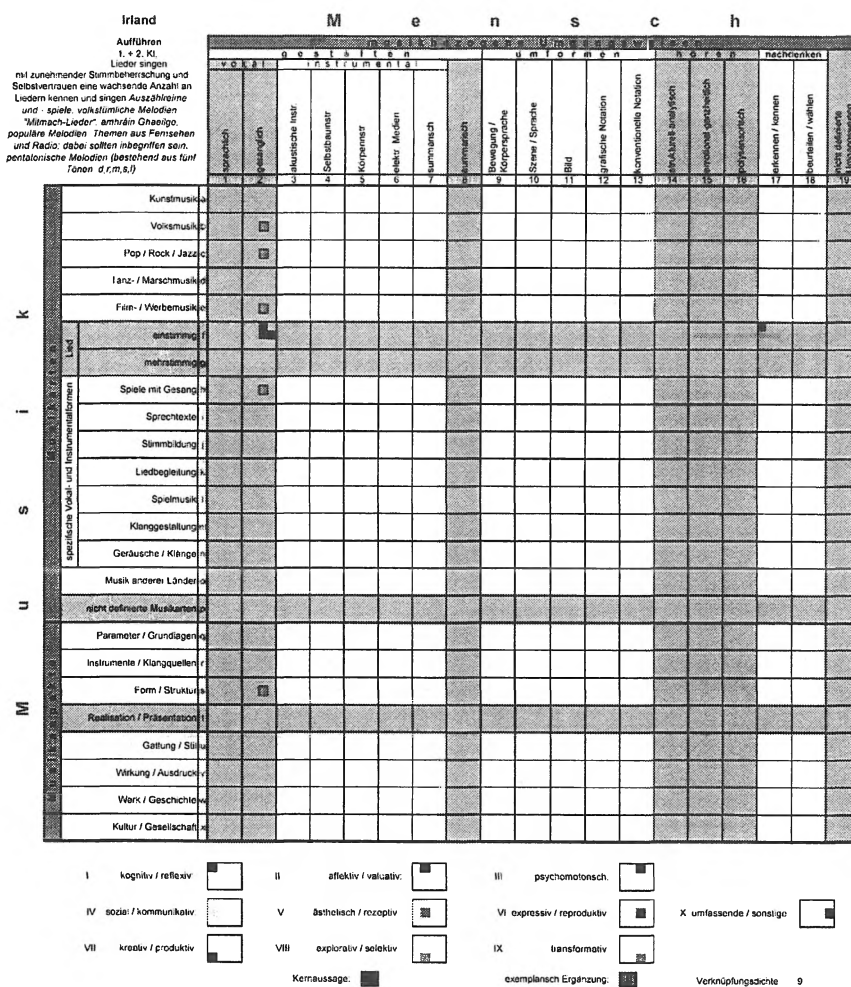 Irland
M e n s c h
Aufführen
1. + 2. Kl.
Lieder singen
mit zunehmender Stimmbeherrschung und
Selbstvertrauen eine wachsende Anzahl an
Liedern kennen und singen Auszählreime
und - spiele, volkstümliche Melodien
"Mitmach-Lieder", amhráin Ghaeilge,
populäre Melodien Themen aus Fernsehen
und Radio; dabei sollten inbegriffen sein.
pentatonische Melodien (bestehend aus fünf
Tönen d,r,m,s,l)
g e s t a l t e n
u m f o r m e n
h ö r e n
nachdenken
v o k a l
i n s t r u m e n t a l
sprachlich
gesanglich
akustische Instr.
Selbstbauinstr
Körperinstr
elektr Medien
summarisch
summarisch
Bewegung / Körpersprache
Szene / Sprache
Bild
grafische Notation
konventionelle Notation
strukturell-analytisch
emotional-ganzheitlich
polysensorisch
erkennen / kennen
beurteilen / wählen
nicht definierte
1 2 3 4 5 6 7 8 9 10 11 12 13 14 15 16 17 18 19
M u s i k
Lied
spezifische Vokal- und Instrumentalformen
Kunstmusik a
Volksmusik b
Pop / Rock / Jazz c
Tanz- / Marschmusik d
Film- / Werbemusik e
einstimmig f
mehrstimmig g
Spiele mit Gesang h
Sprechtexte i
Stimmbildung j
Liedbegleitung k
Spielmusik l
Klanggestaltung m
Geräusche / Klänge n
Musik anderer Länder o
nicht definierte Musikarten p
Parameter / Grundlagen q
Instrumente / Klangquellen r
Form / Struktur s
Realisation / Präsentation t
Gattung / Stil u
Wirkung / Ausdruck v
Werk / Geschichte w
Kultur / Gesellschaft x
I kognitiv / reflexiv: II affektiv / valuativ: III psychomotorisch.
IV sozial / kommunikativ V ästhetisch / rezeptiv VI expressiv / reproduktiv X umfassende / sonstige
VII kreativ / produktiv VIII explorativ / selektiv IX transformativ
Kernaussage: exemplarisch Ergänzung: Verknüpfungsdichte 9